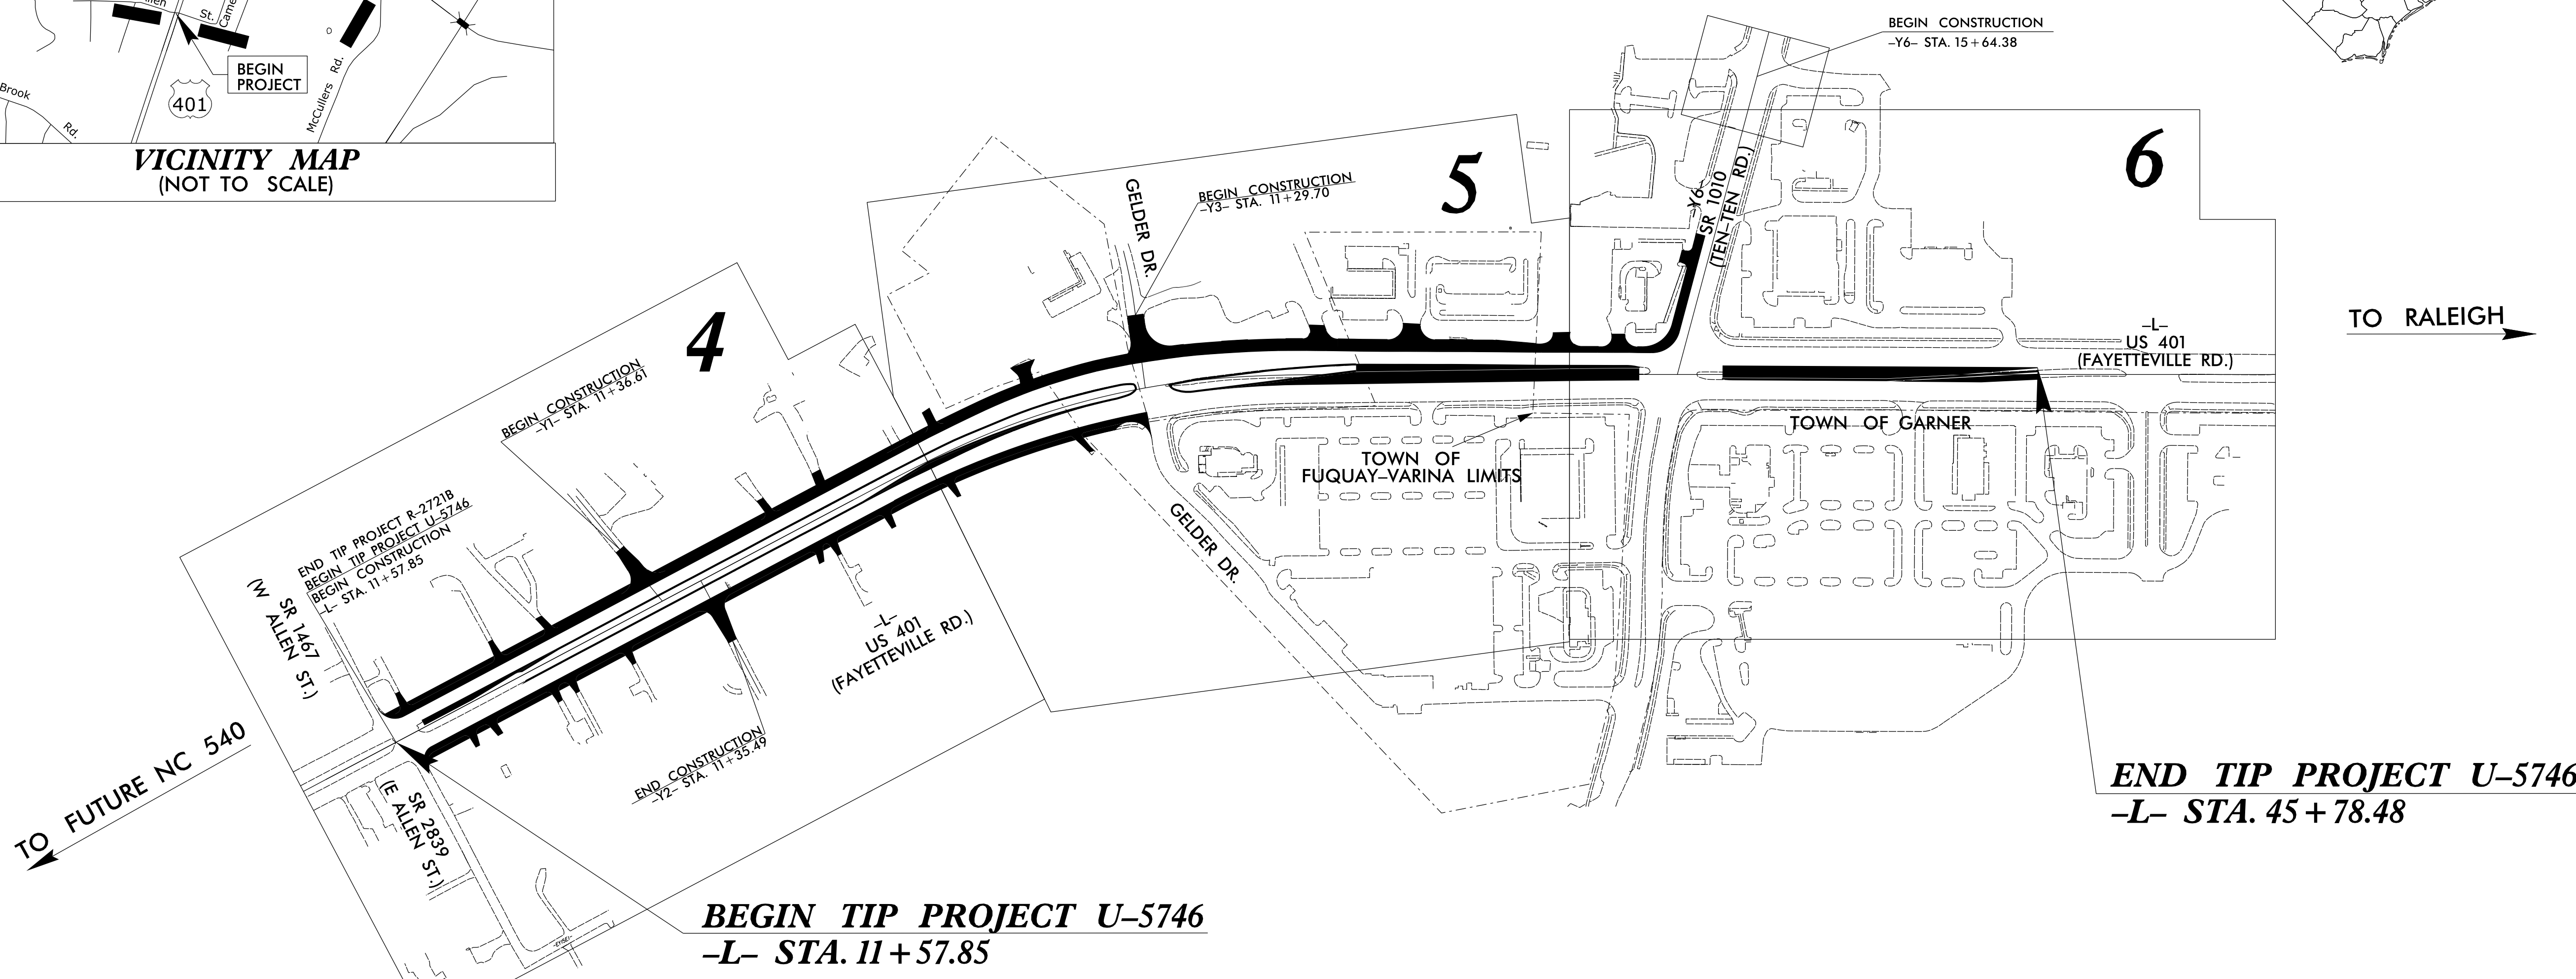 St.
BEGIN
PROJECT
401
Brook
Rd.
McCullers Rd.
VICINITY MAP
(NOT TO SCALE)
BEGIN CONSTRUCTION
–Y6– STA. 15+64.38
5
6
GELDER DR.
BEGIN CONSTRUCTION
–Y3– STA. 11+29.70
–Y6–
SR 1010
(TEN–TEN RD.)
4
TO RALEIGH
–L–
US 401
(FAYETTEVILLE RD.)
BEGIN CONSTRUCTION
–Y1– STA. 11+36.61
TOWN OF GARNER
TOWN OF
FUQUAY–VARINA LIMITS
END TIP PROJECT R–2721B
BEGIN TIP PROJECT U–5746
BEGIN CONSTRUCTION
–L– STA. 11+57.85
GELDER DR.
SR 1467
(W ALLEN ST.)
–L–
US 401
(FAYETTEVILLE RD.)
END CONSTRUCTION
–Y2– STA. 11+35.49
TO FUTURE NC 540
SR 2839
(E ALLEN ST.)
END TIP PROJECT U–5746
–L– STA. 45+78.48
BEGIN TIP PROJECT U–5746
–L– STA. 11+57.85